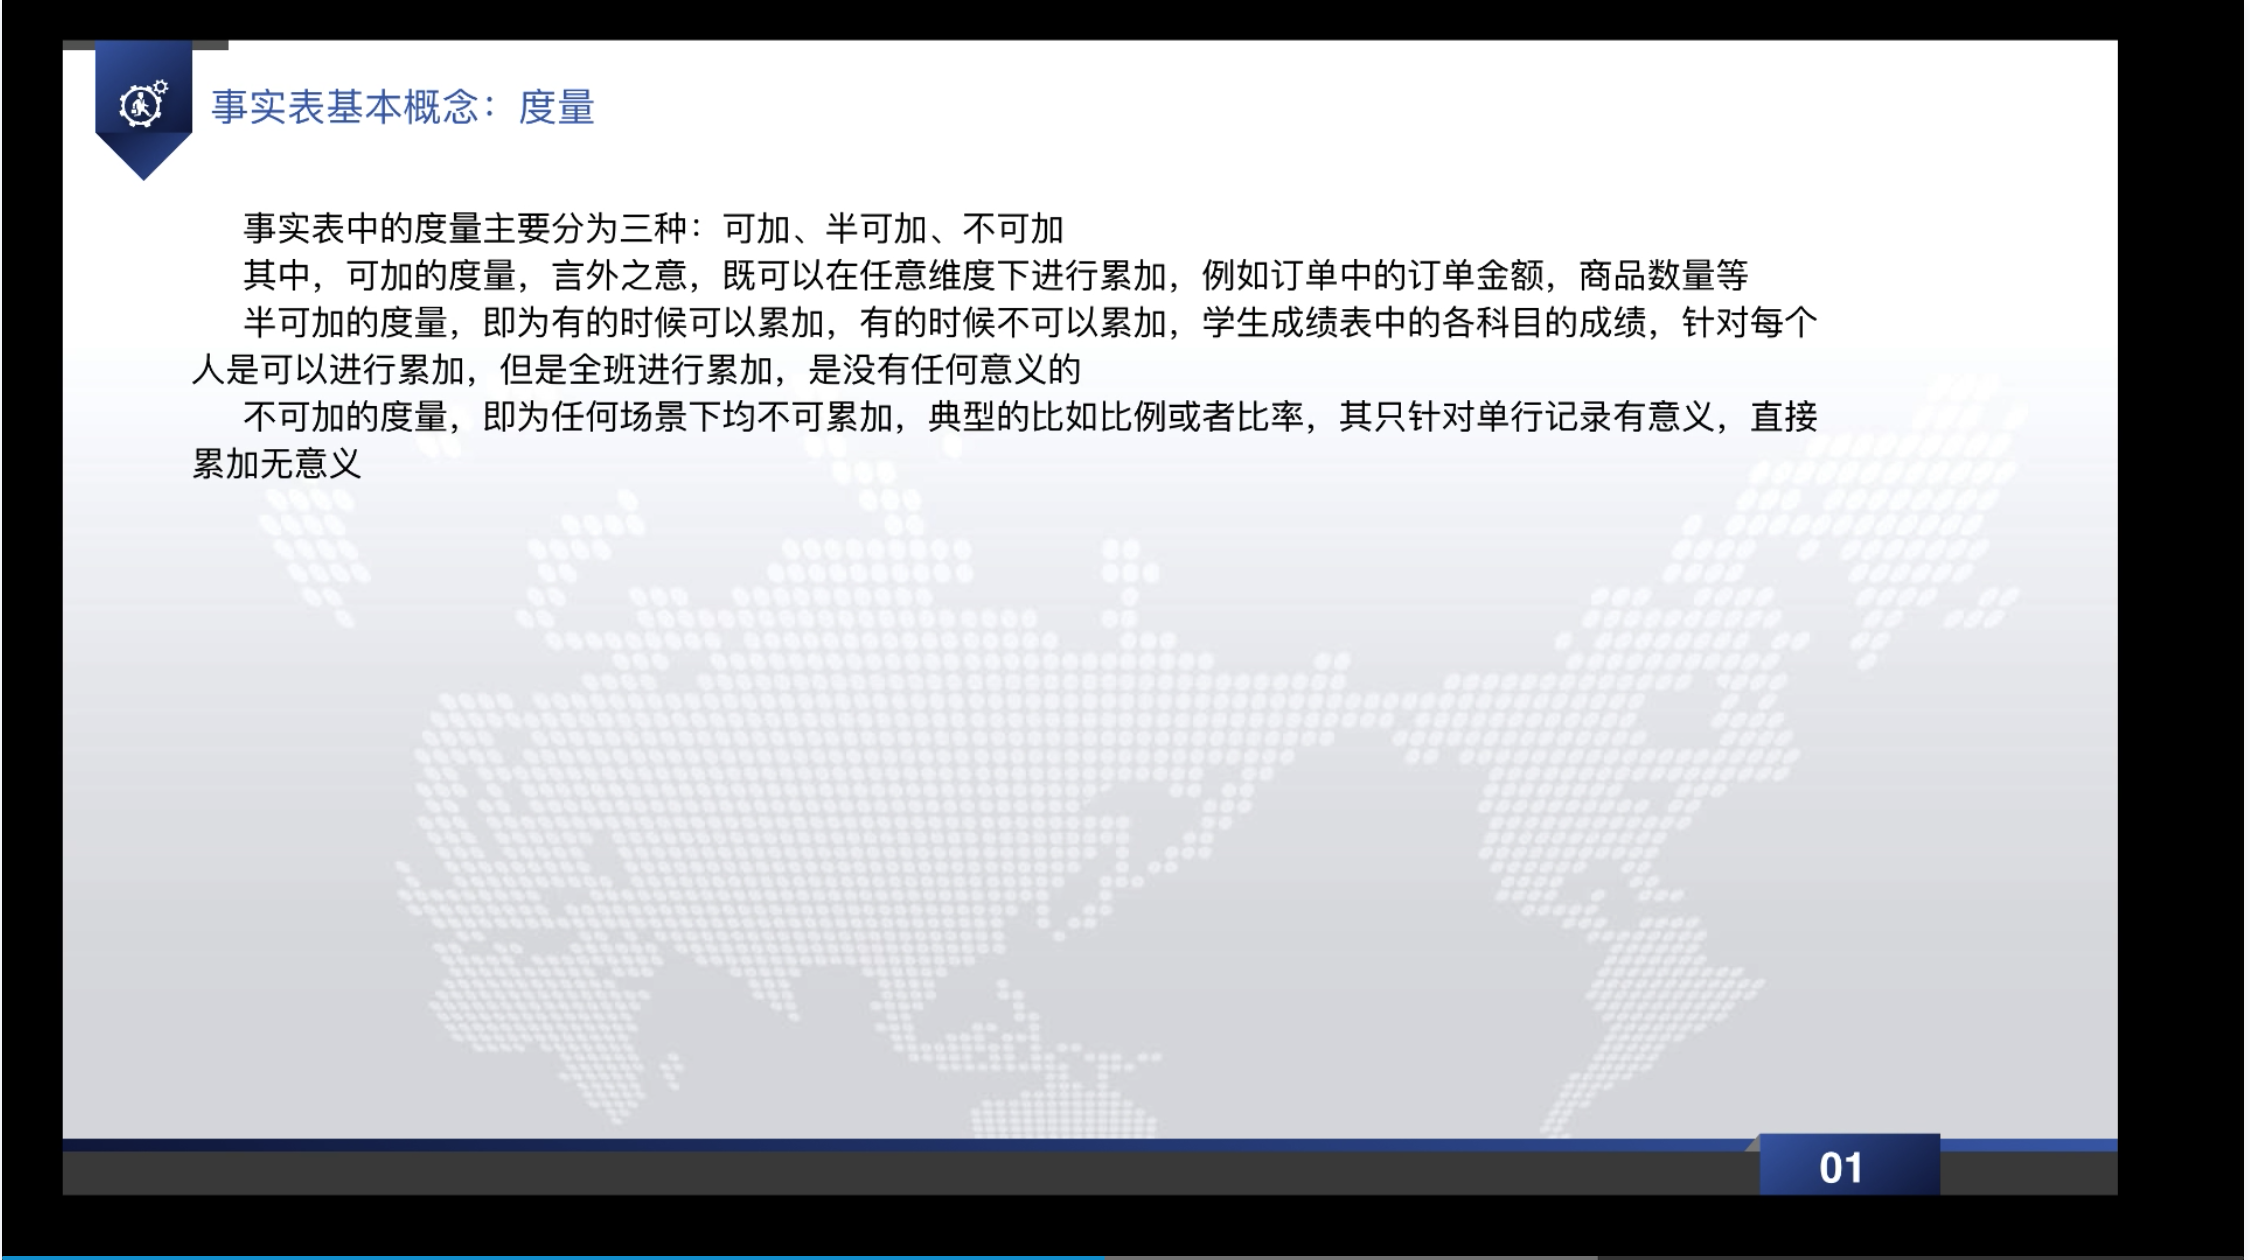 事实表基本概念：度量
事实表中的度量主要分为三种：可加、半可加、不可加
其中，可加的度量，言外之意，既可以在任意维度下进行累加，例如订单中的订单金额，商品数量等
半可加的度量，即为有的时候可以累加，有的时候不可以累加，学生成绩表中的各科目的成绩，针对每个
人是可以进行累加，但是全班进行累加，是没有任何意义的
不可加的度量，即为任何场景下均不可累加，典型的比如比例或者比率，其只针对单行记录有意义，直接
累加无意义
01